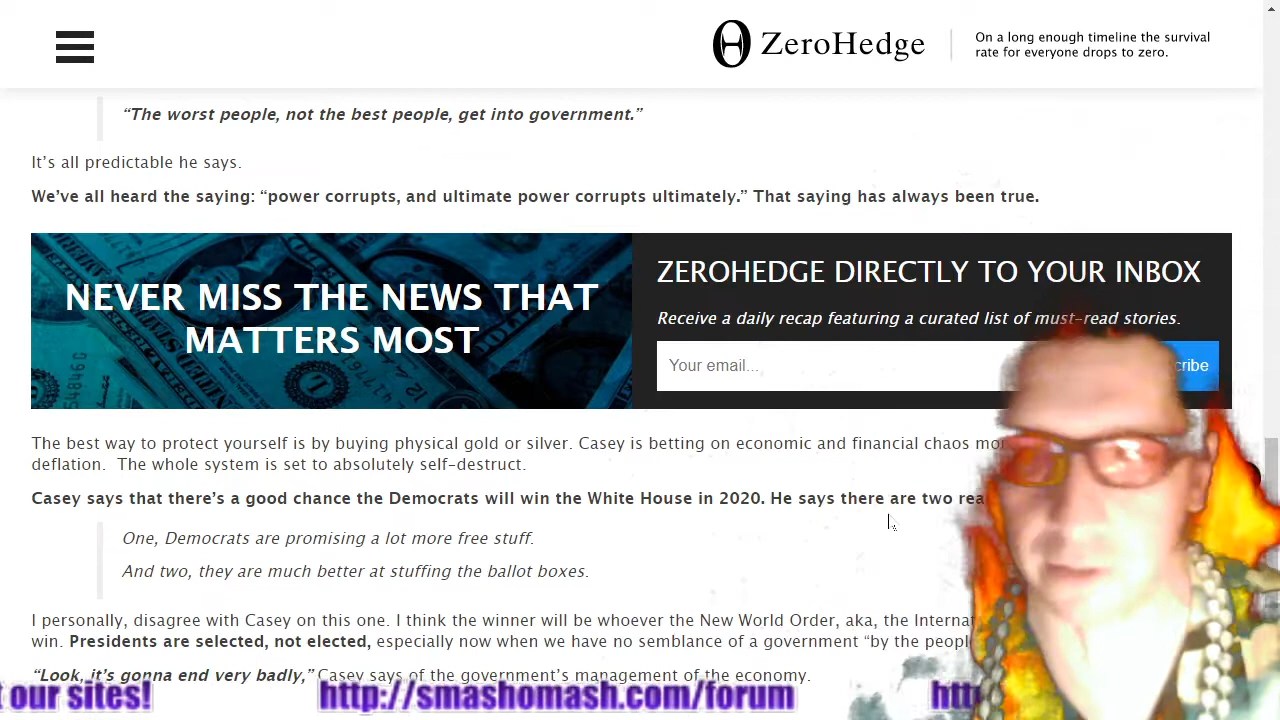 ZeroHedge
On a long enough timeline the survival
rate for everyone drops to zero.
“The worst people, not the best people, get into government.”
It’s all predictable he says.
We’ve all heard the saying: “power corrupts, and ultimate power corrupts ultimately.” That saying has always been true.
NEVER MISS THE NEWS THAT
MATTERS MOST
ZEROHEDGE DIRECTLY TO YOUR INBOX
Receive a daily recap featuring a curated list of must-read stories.
Your email...
cribe
The best way to protect yourself is by buying physical gold or silver. Casey is betting on economic and financial chaos
deflation. The whole system is set to absolutely self-destruct.
Casey says that there’s a good chance the Democrats will win the White House in 2020. He says there are two
One, Democrats are promising a lot more free stuff.
And two, they are much better at stuffing the ballot boxes.
I personally, disagree with Casey on this one. I think the winner will be whoever the New World Order, aka, the
win. Presidents are selected, not elected, especially now when we have no semblance of a government “by the
“Look, it’s gonna end very badly,” Casey says of the government’s management of the economy.
t our sites! http://smashomash.com/forum htt